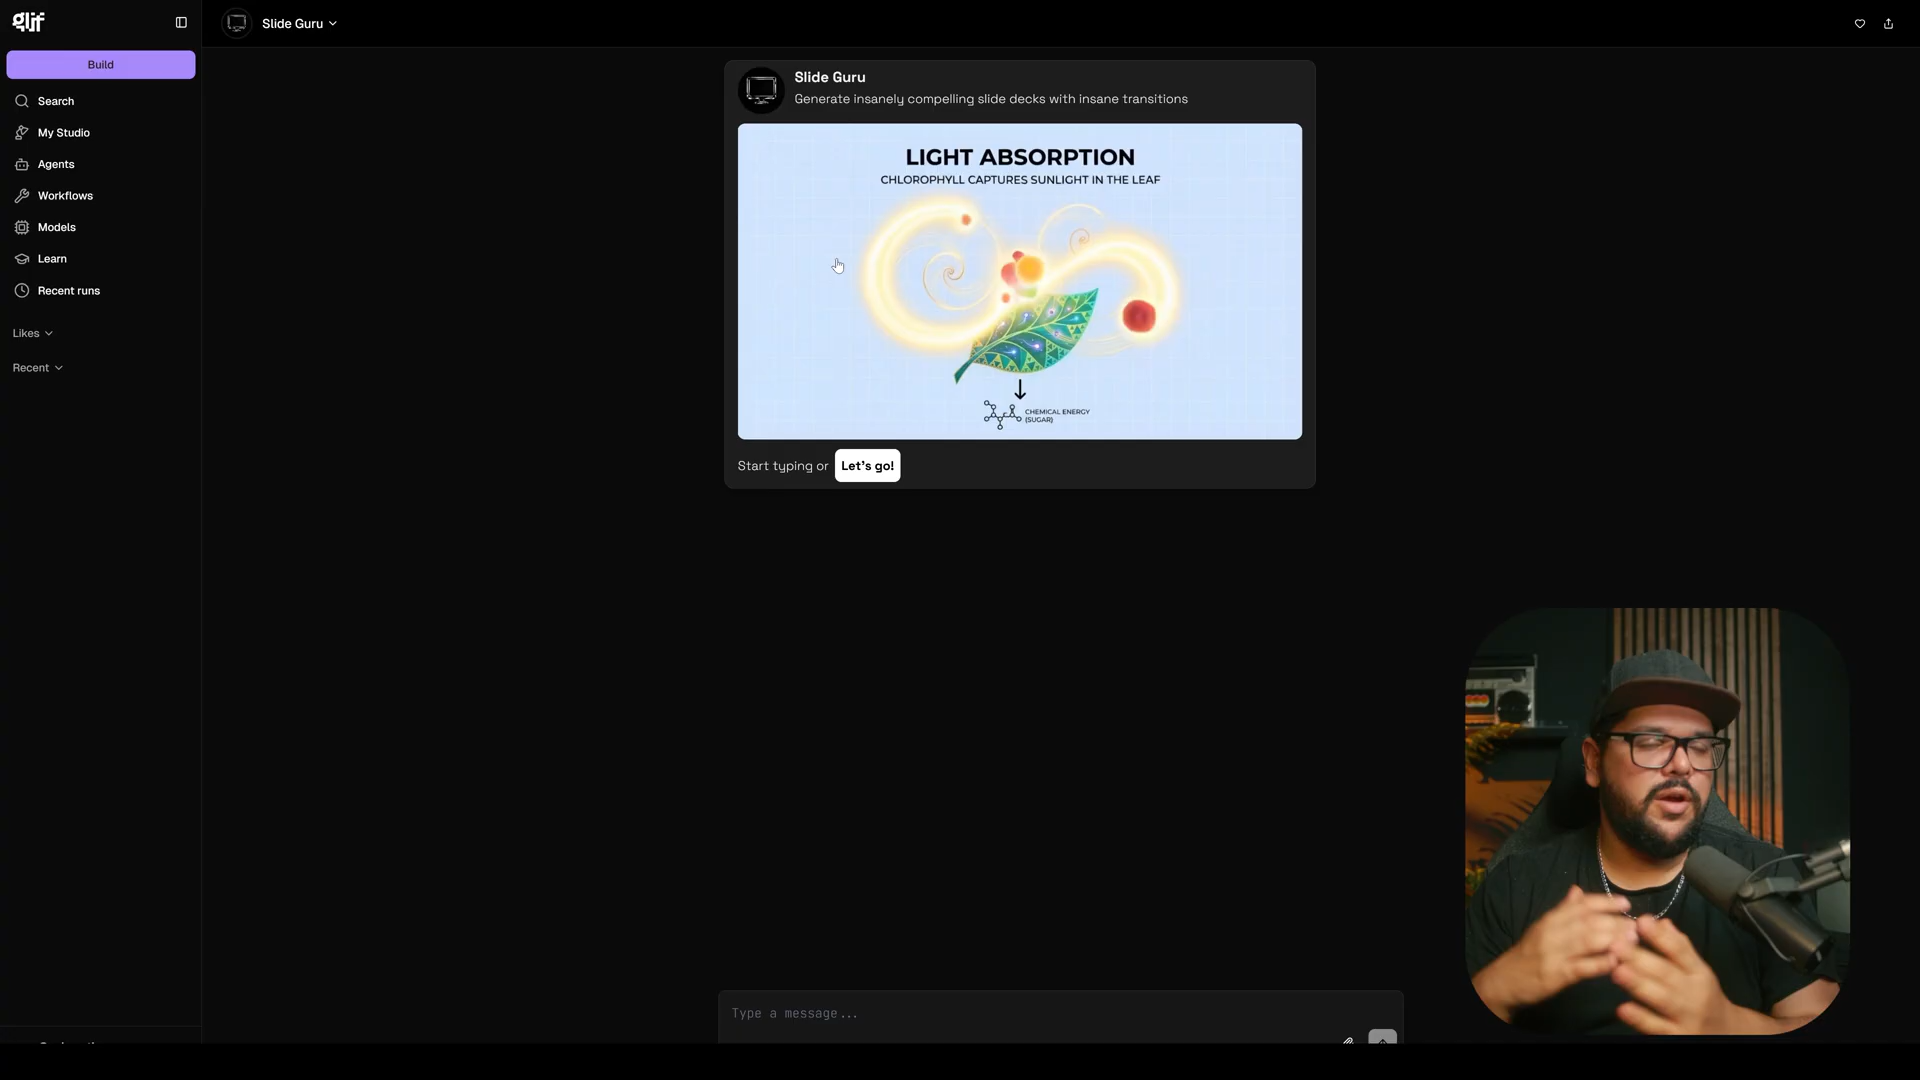 glif
Slide Guru
Build
Search
My Studio
Agents
Workflows
Models
Learn
Recent runs
Likes
Recent
Slide Guru
Generate insanely compelling slide decks with insane transitions
LIGHT ABSORPTION
CHLOROPHYLL CAPTURES SUNLIGHT IN THE LEAF
CHEMICAL ENERGY
(SUGAR)
Start typing or Let's go!
Type a message...